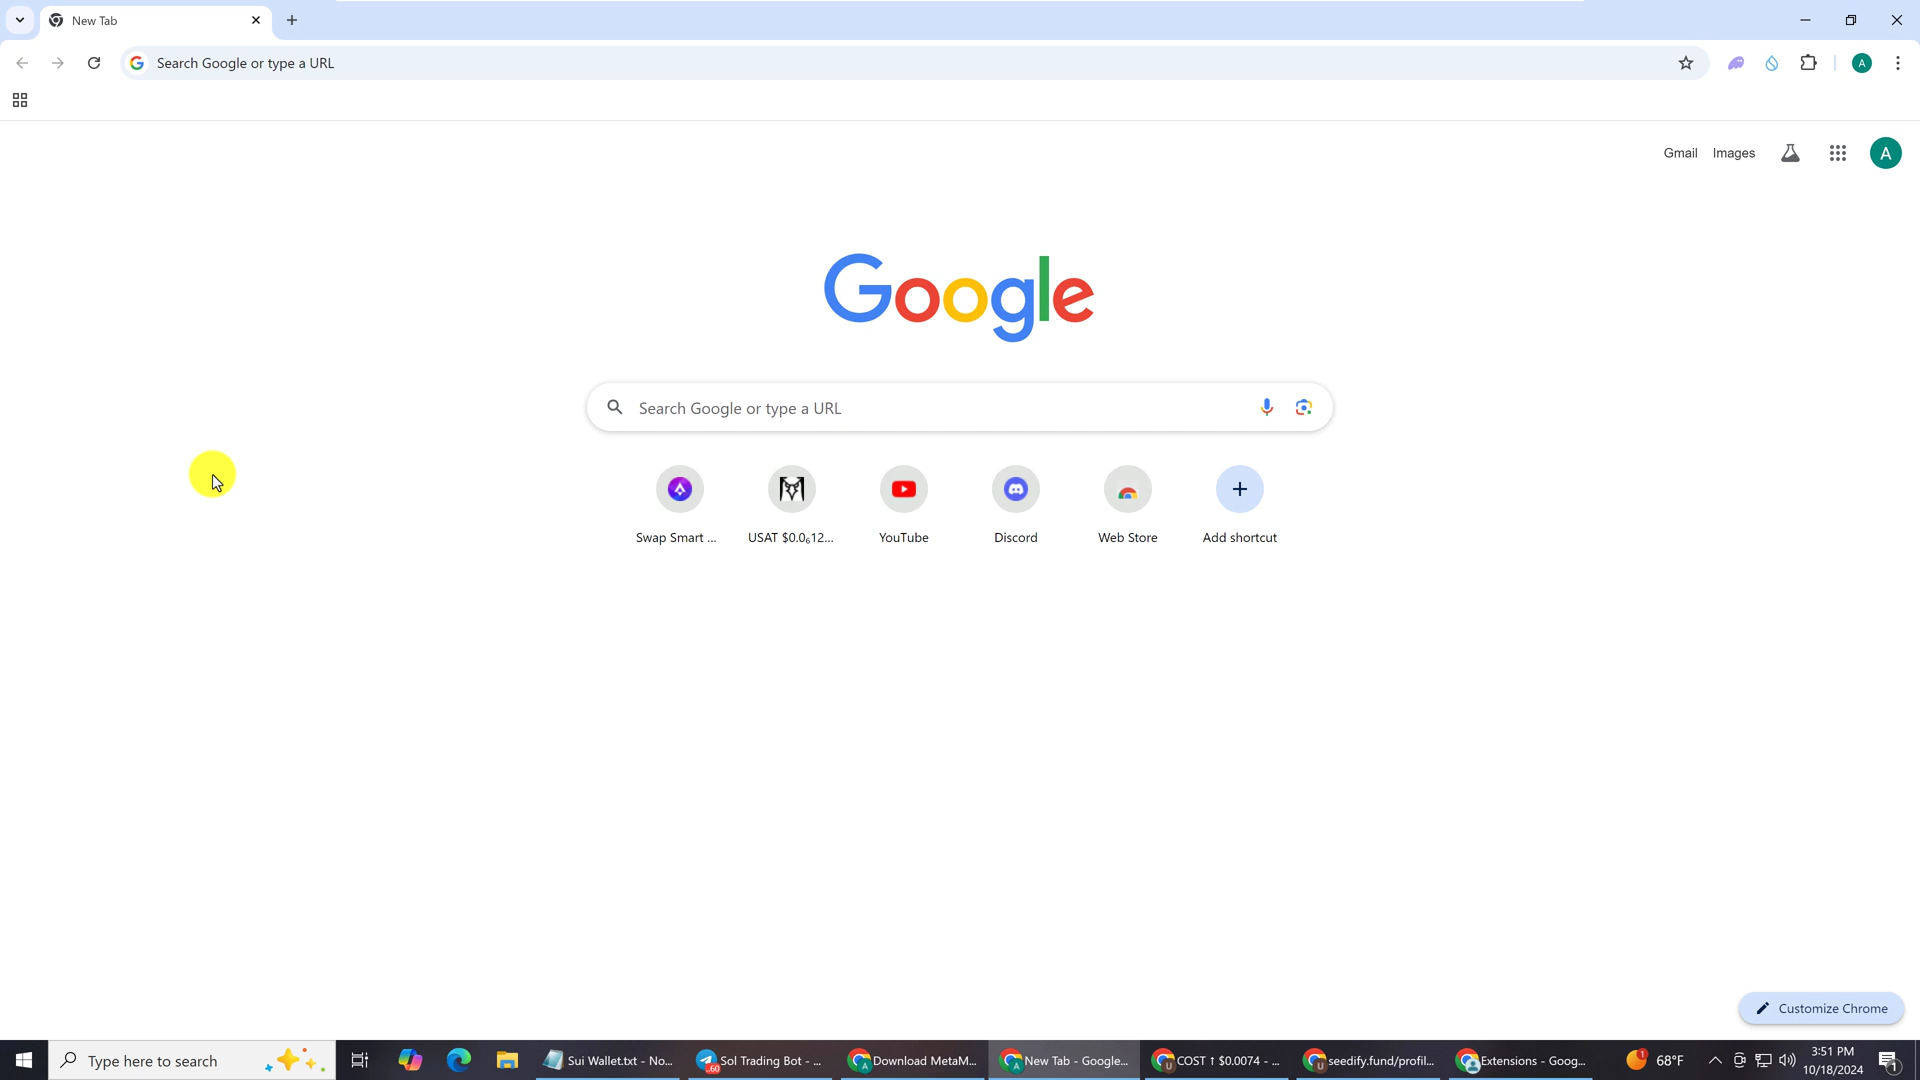 New Tab
Search Google or type a URL
A
Gmail Images A
Google
Search Google or type a URL
Swap Smart ... USAT $0.0₆12... YouTube Discord Web Store Add shortcut
Customize Chrome
Type here to search Sui Wallet.txt - No... .60 Sol Trading Bot - ... A Download MetaM... A New Tab - Google... U COST ↑ $0.0074 - ... U seedify.fund/profil... Extensions - Goog... 1 68°F 3:51 PM
10/18/2024 1